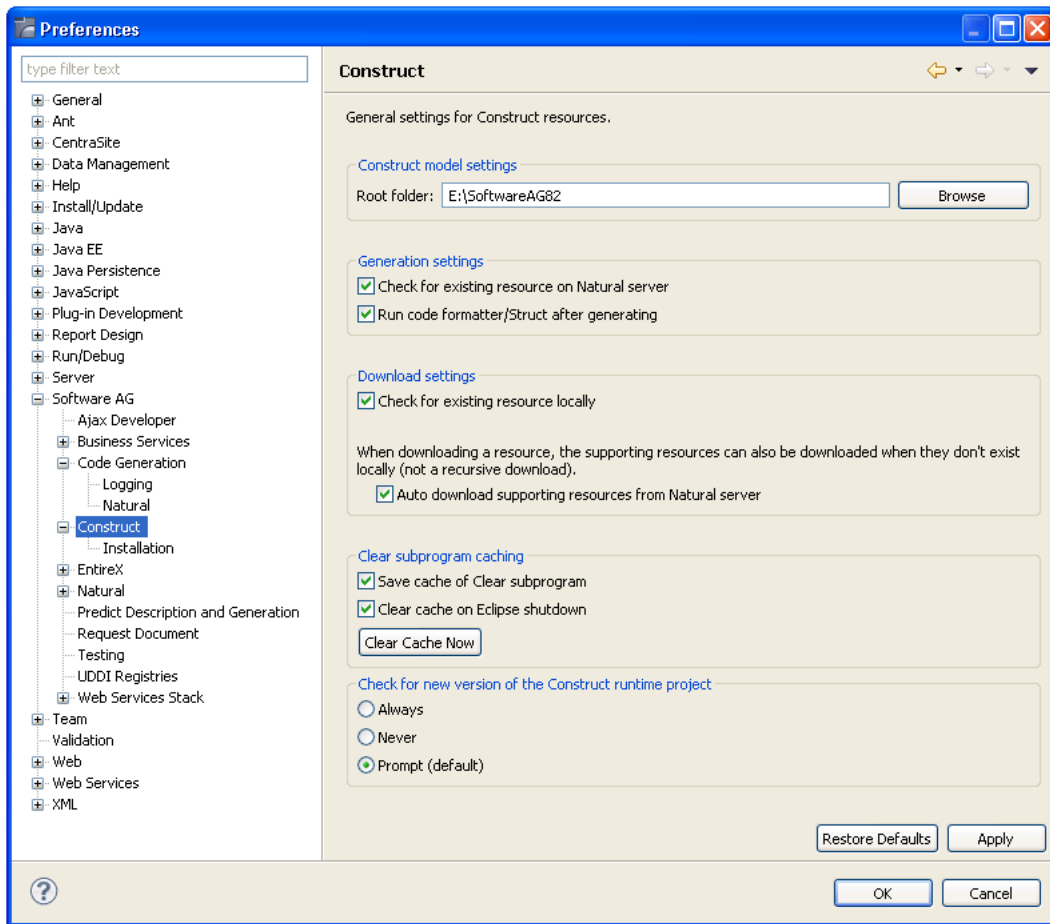 Preferences
type filter text
General
Ant
CentraSite
Data Management
Help
Install/Update
Java
Java EE
Java Persistence
JavaScript
Plug-in Development
Report Design
Run/Debug
Server
Software AG
Ajax Developer
Business Services
Code Generation
Logging
Natural
Construct
Installation
EntireX
Natural
Predict Description and Generation
Request Document
Testing
UDDI Registries
Web Services Stack
Team
Validation
Web
Web Services
XML
Construct
General settings for Construct resources.
Construct model settings
Root folder: E:\SoftwareAG82 Browse
Generation settings
Check for existing resource on Natural server
Run code formatter/Struct after generating
Download settings
Check for existing resource locally
When downloading a resource, the supporting resources can also be downloaded when they don't exist
locally (not a recursive download).
Auto download supporting resources from Natural server
Clear subprogram caching
Save cache of Clear subprogram
Clear cache on Eclipse shutdown
Clear Cache Now
Check for new version of the Construct runtime project
Always
Never
Prompt (default)
Restore Defaults Apply
? OK Cancel